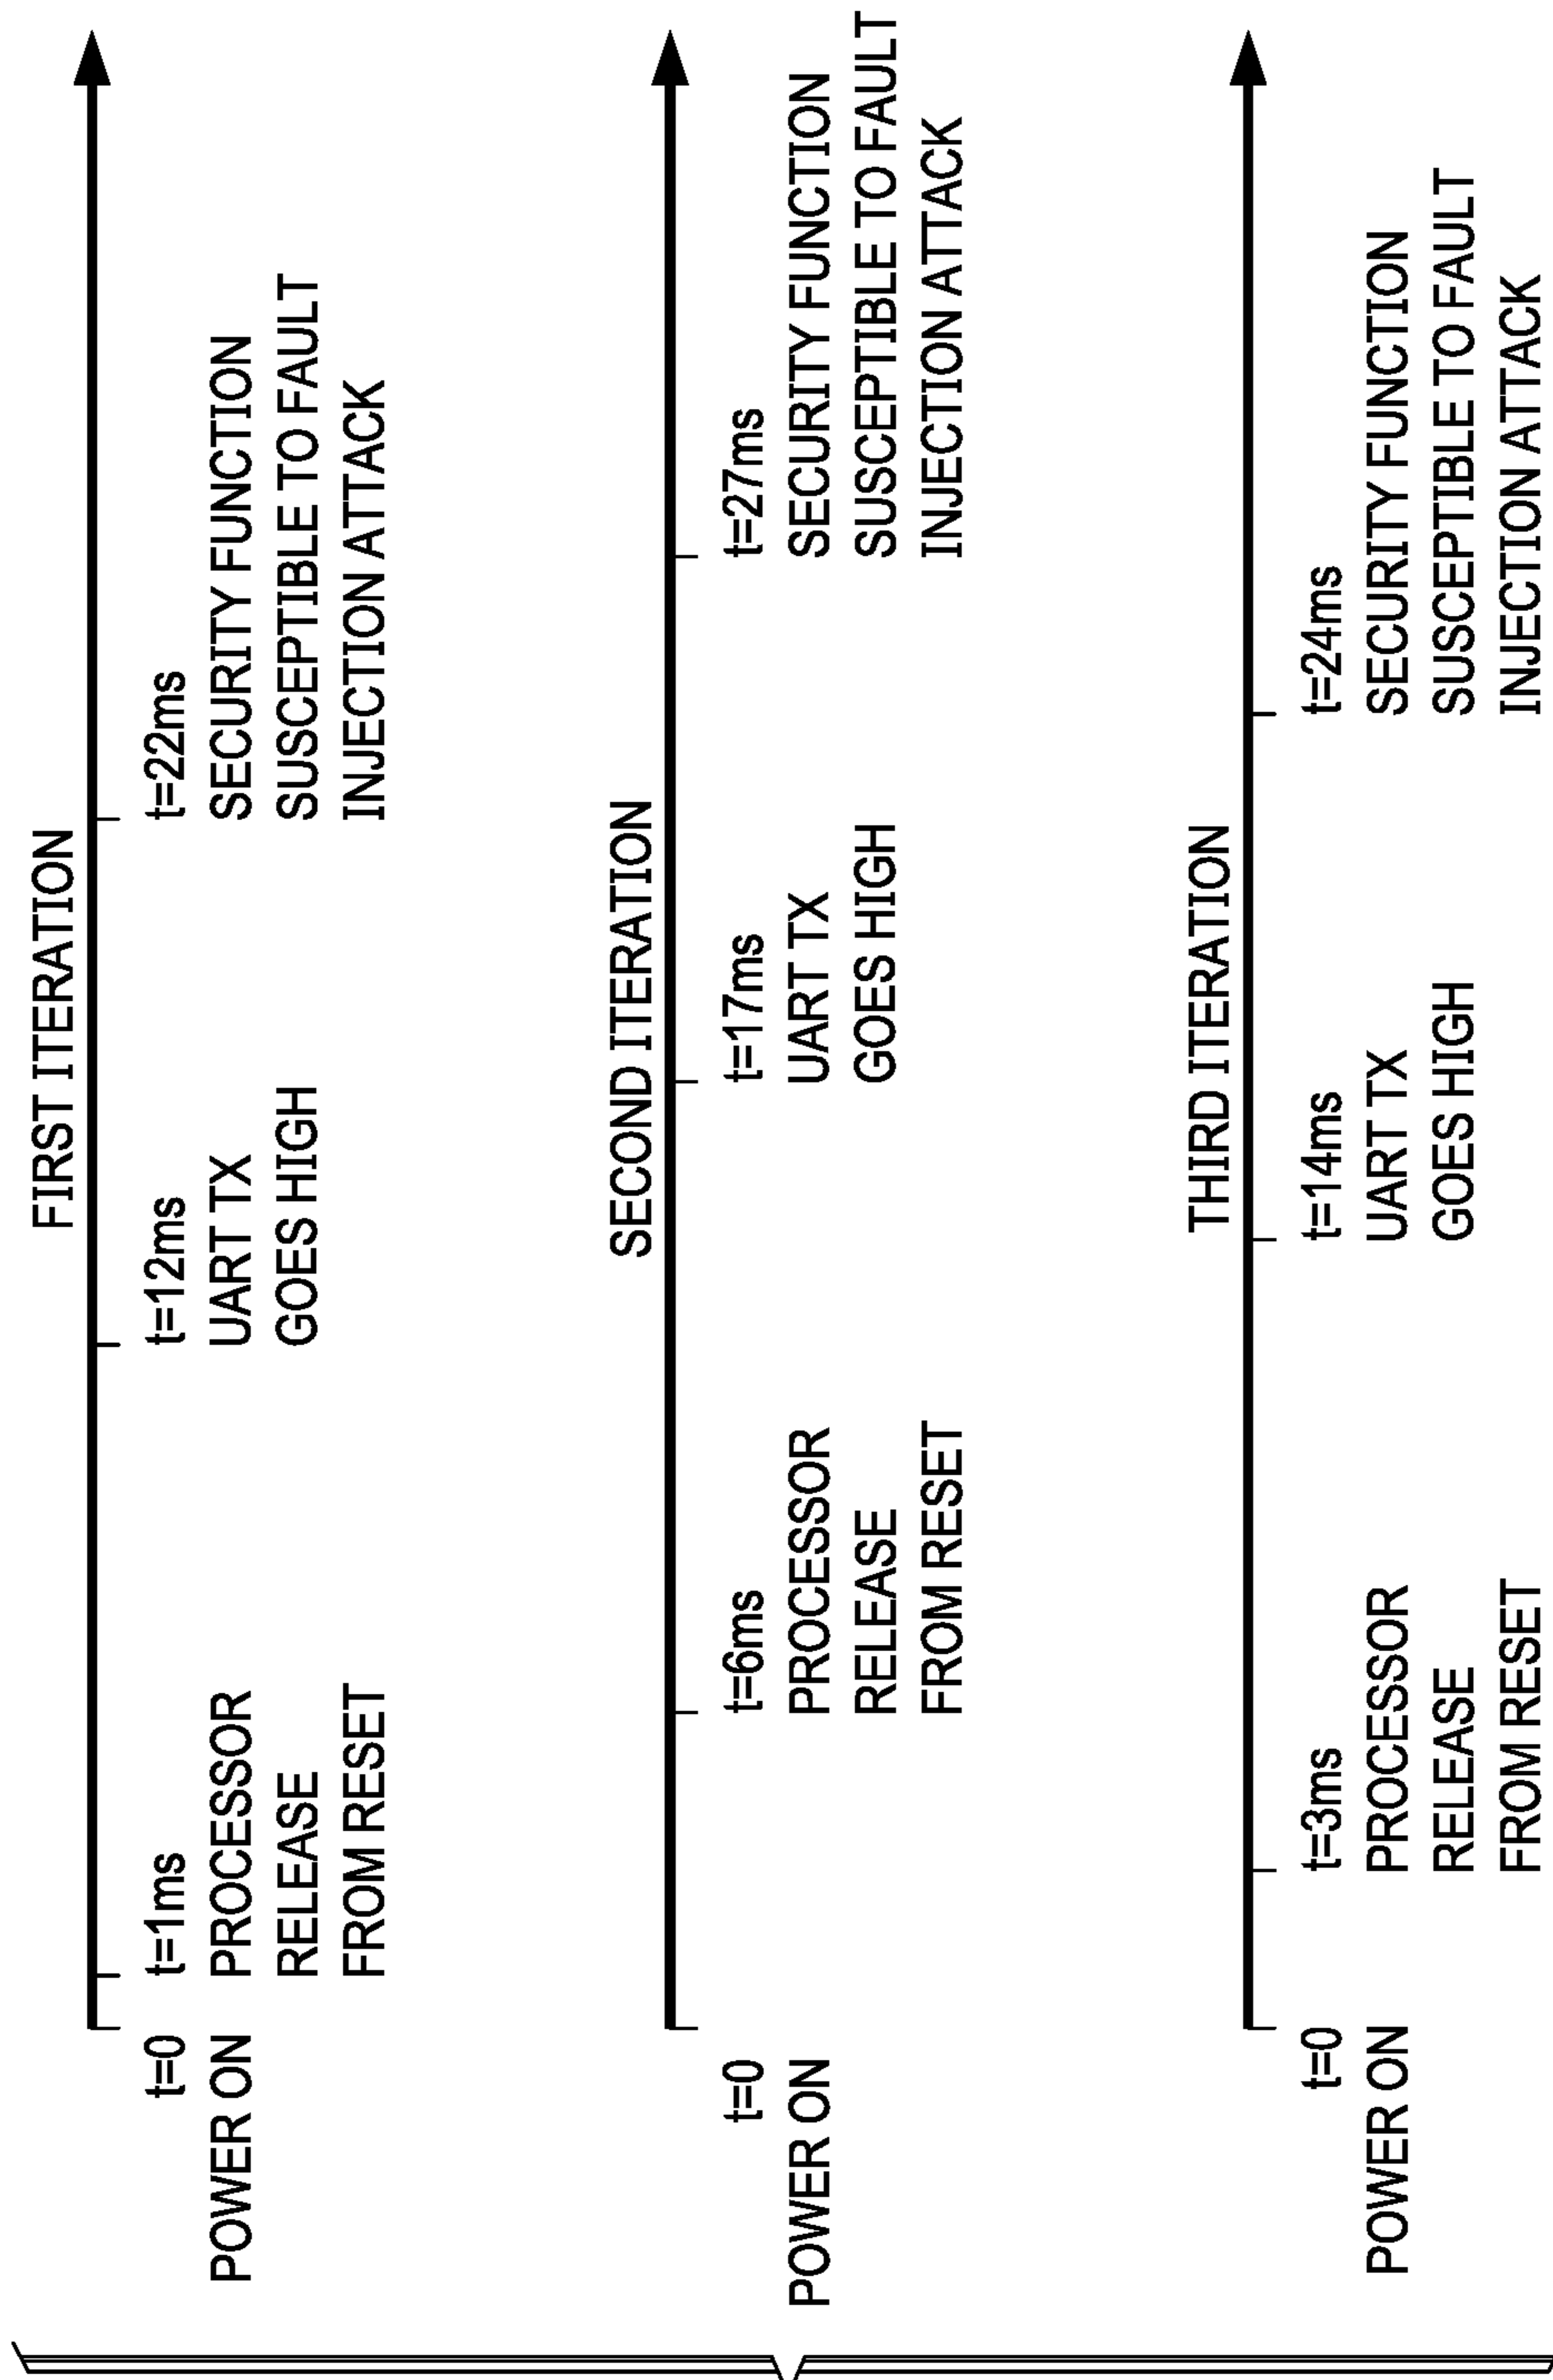 FIRST ITERATION
t=0
POWER ON
t=1ms
PROCESSOR
RELEASE
FROM RESET
t=12ms
UART TX
GOES HIGH
t=22ms
SECURITY FUNCTION
SUSCEPTIBLE TO FAULT
INJECTION ATTACK
SECOND ITERATION
t=0
POWER ON
t=6ms
PROCESSOR
RELEASE
FROM RESET
t=17ms
UART TX
GOES HIGH
t=27ms
SECURITY FUNCTION
SUSCEPTIBLE TO FAULT
INJECTION ATTACK
THIRD ITERATION
t=0
POWER ON
t=3ms
PROCESSOR
RELEASE
FROM RESET
t=14ms
UART TX
GOES HIGH
t=24ms
SECURITY FUNCTION
SUSCEPTIBLE TO FAULT
INJECTION ATTACK